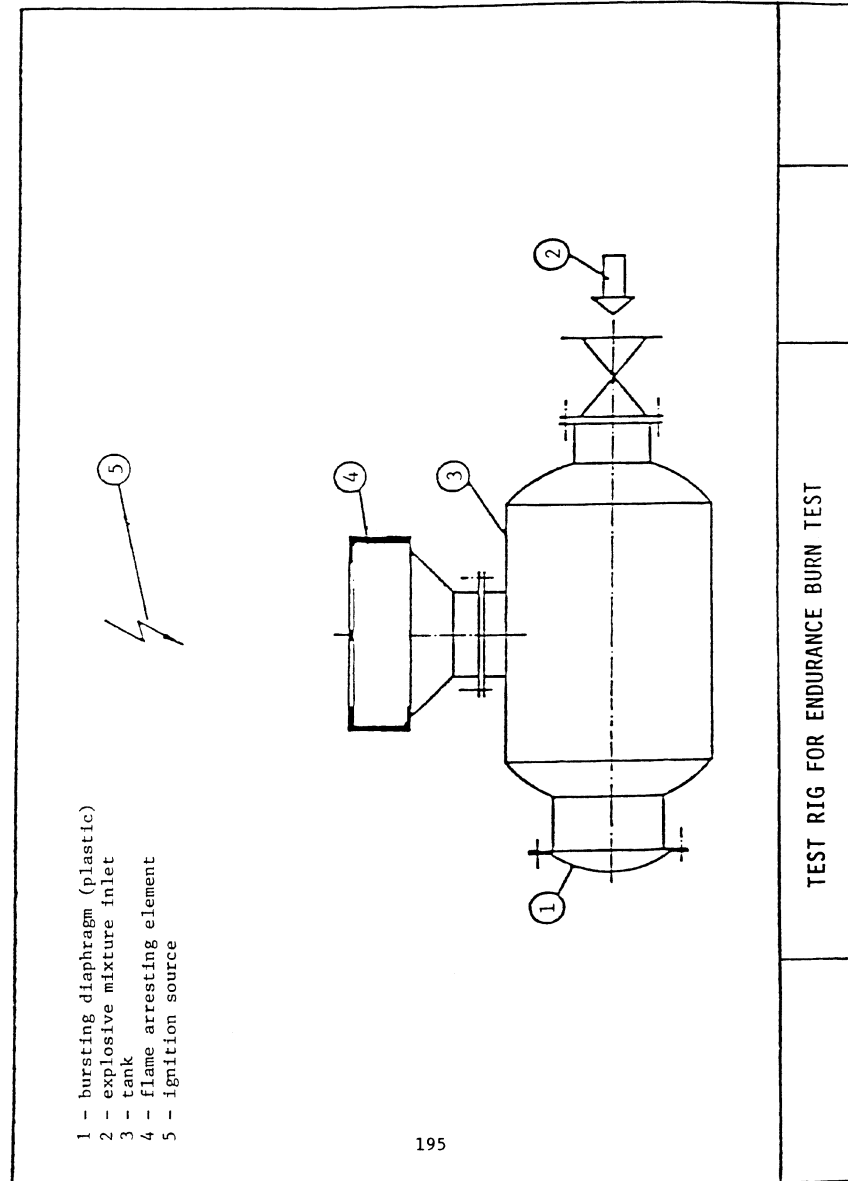 1 - bursting diaphragm (plastic)
2 - explosive mixture inlet
3 - tank
4 - flame arresting element
5 - ignition source
5
4
3
2
1
TEST RIG FOR ENDURANCE BURN TEST
195